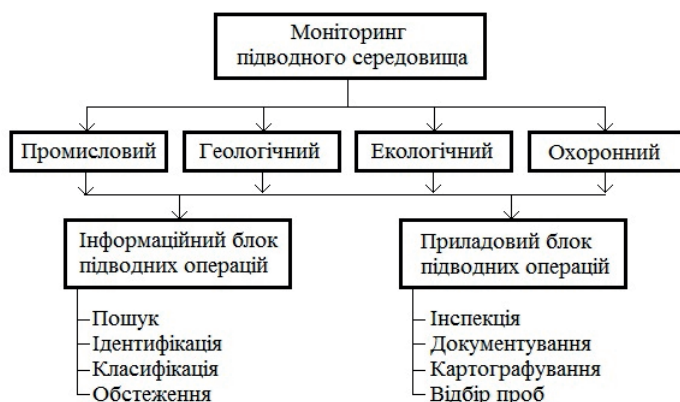 Моніторинг
підводного середовища
Промисловий
Геологічний
Екологічний
Охоронний
Інформаційний блок
підводних операцій
Приладовий блок
підводних операцій
Пошук
Ідентифікація
Класифікація
Обстеження
Інспекція
Документування
Картографування
Відбір проб